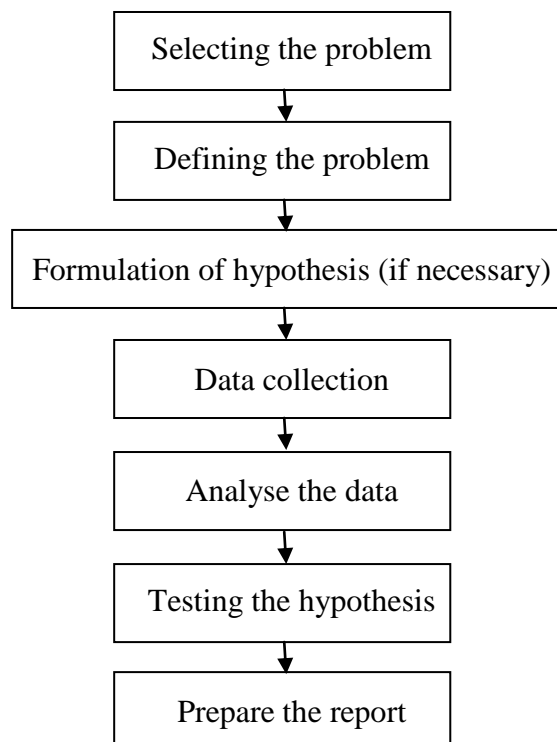 Selecting the problem
Defining the problem
Formulation of hypothesis (if necessary)
Data collection
Analyse the data
Testing the hypothesis
Prepare the report